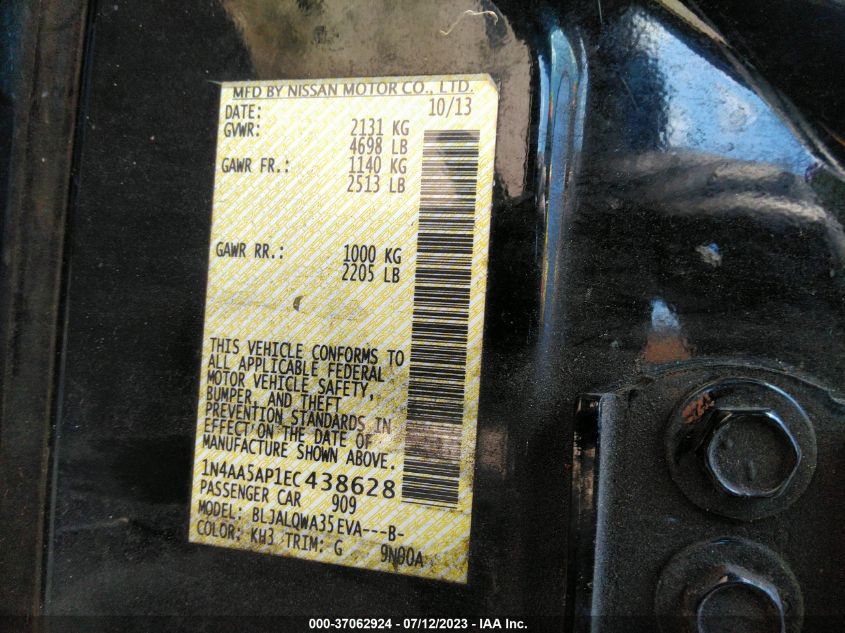 MFD BY NISSAN MOTOR CO., LTD.
DATE: 10/13
GVWR: 2131 KG
4698 LB
GAWR FR.: 1140 KG
2513 LB
GAWR RR.: 1000 KG
2205 LB
THIS VEHICLE CONFORMS TO
ALL APPLICABLE FEDERAL
MOTOR VEHICLE SAFETY,
BUMPER, AND THEFT
PREVENTION STANDARDS IN
EFFECT ON THE DATE OF
MANUFACTURE SHOWN ABOVE.
1N4AA5AP1EC438628
PASSENGER CAR 909
MODEL: BLJALQWA35EVA---B-
COLOR: KH3 TRIM: G 9N00A
000-37062924 - 07/12/2023 - IAA Inc.